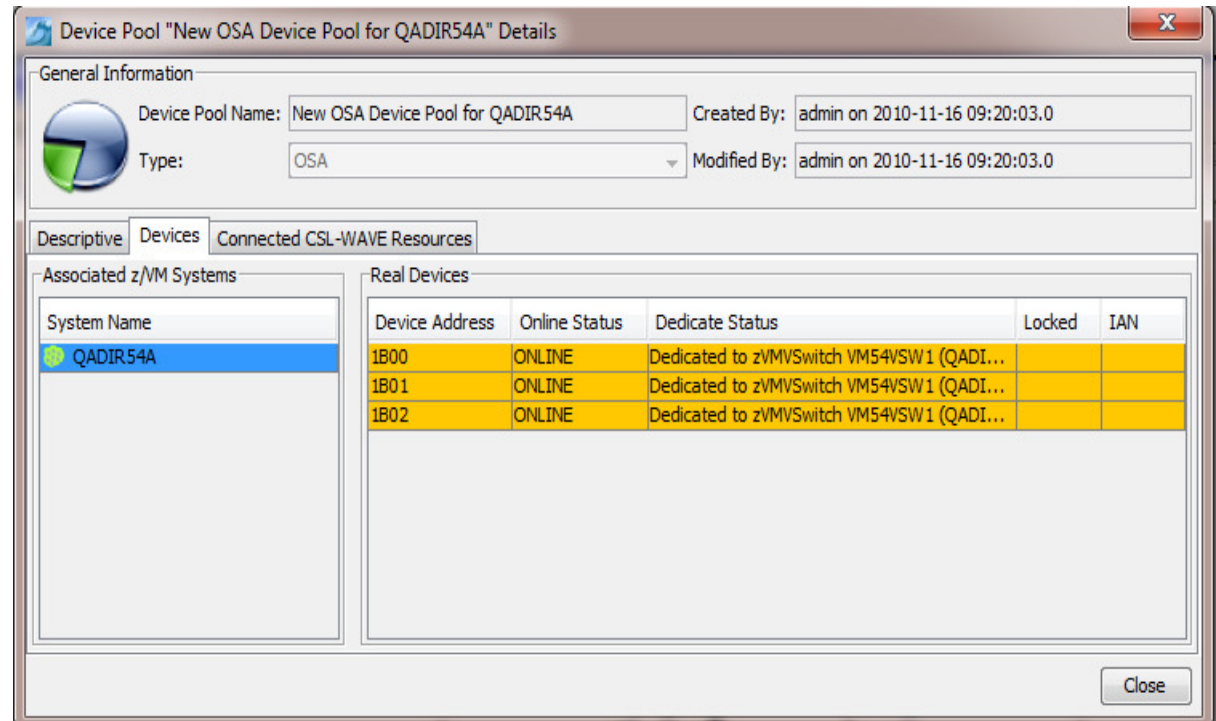 Device Pool "New OSA Device Pool for QADIR54A" Details
X
General Information
Device Pool Name: New OSA Device Pool for QADIR54A Created By: admin on 2010-11-16 09:20:03.0
Type: OSA Modified By: admin on 2010-11-16 09:20:03.0
Descriptive Devices Connected CSL-WAVE Resources
Associated z/VM Systems Real Devices
System Name Device Address Online Status Dedicate Status Locked IAN
QADIR54A 1B00 ONLINE Dedicated to zVMVSwitch VM54VSW1 (QADI...
1B01 ONLINE Dedicated to zVMVSwitch VM54VSW1 (QADI...
1B02 ONLINE Dedicated to zVMVSwitch VM54VSW1 (QADI...
Close